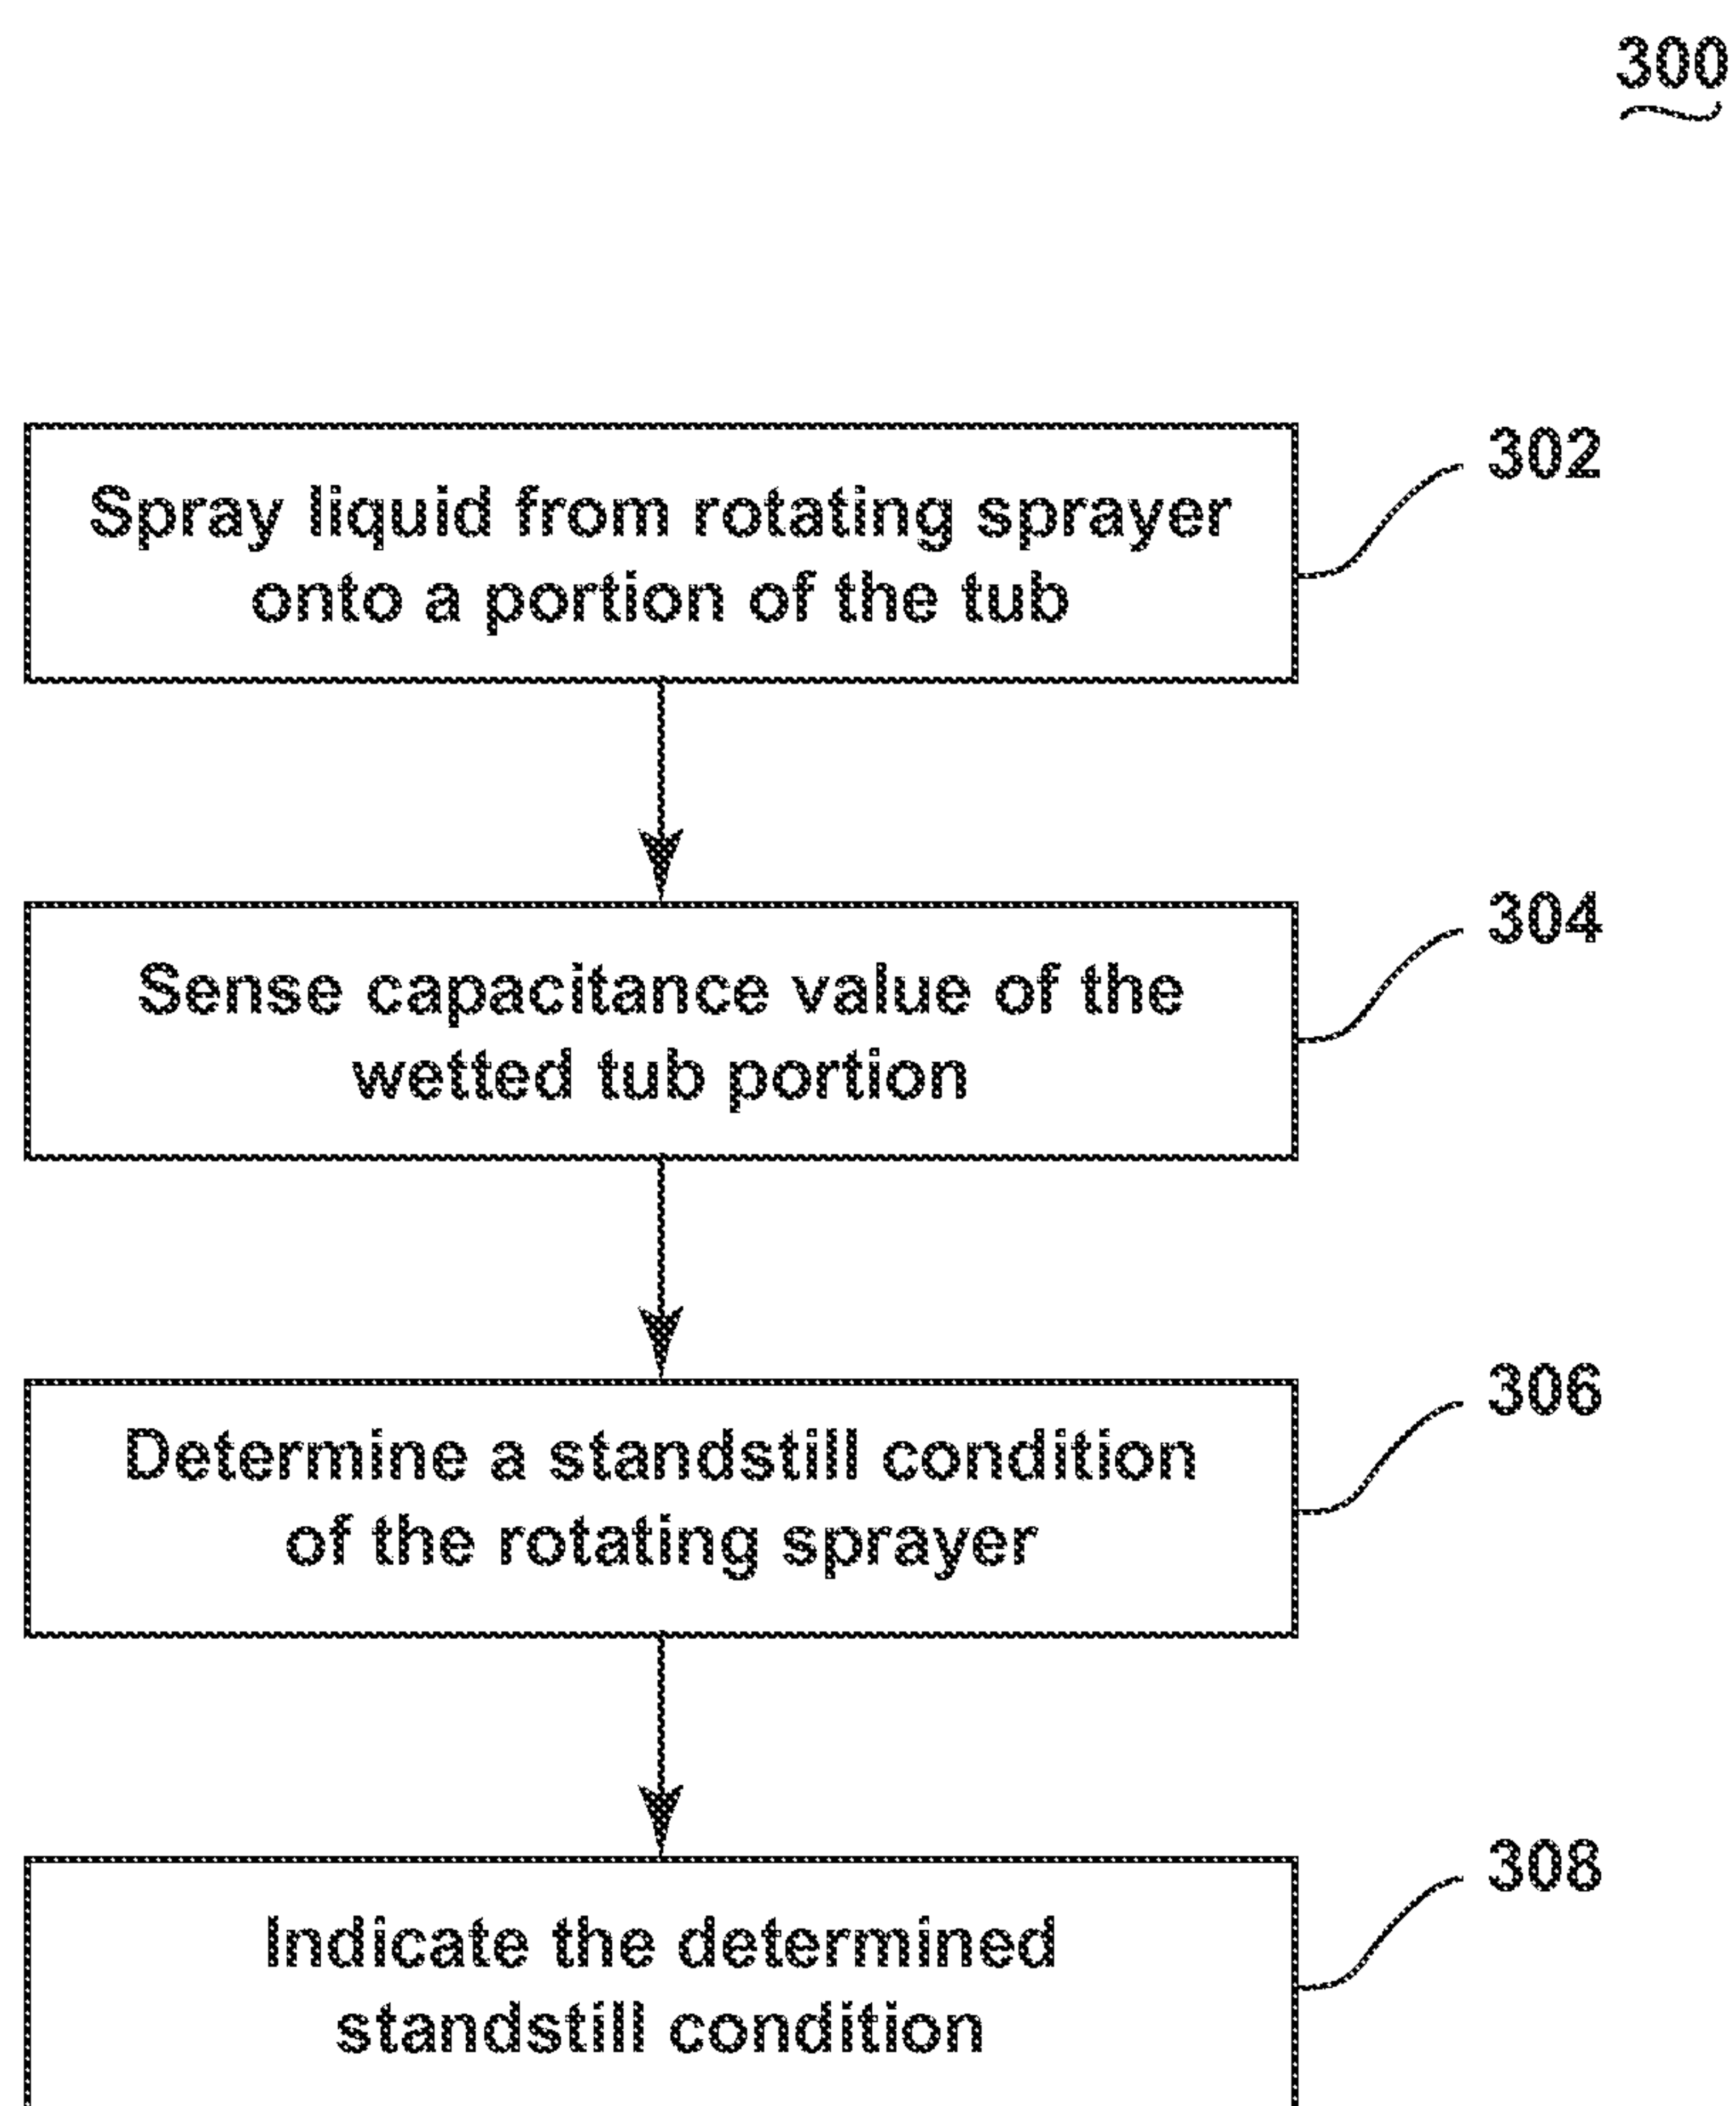 300
Spray liquid from rotating sprayer
onto a portion of the tub
302
Sense capacitance value of the
wetted tub portion
304
Determine a standstill condition
of the rotating sprayer
306
Indicate the determined
standstill condition
308